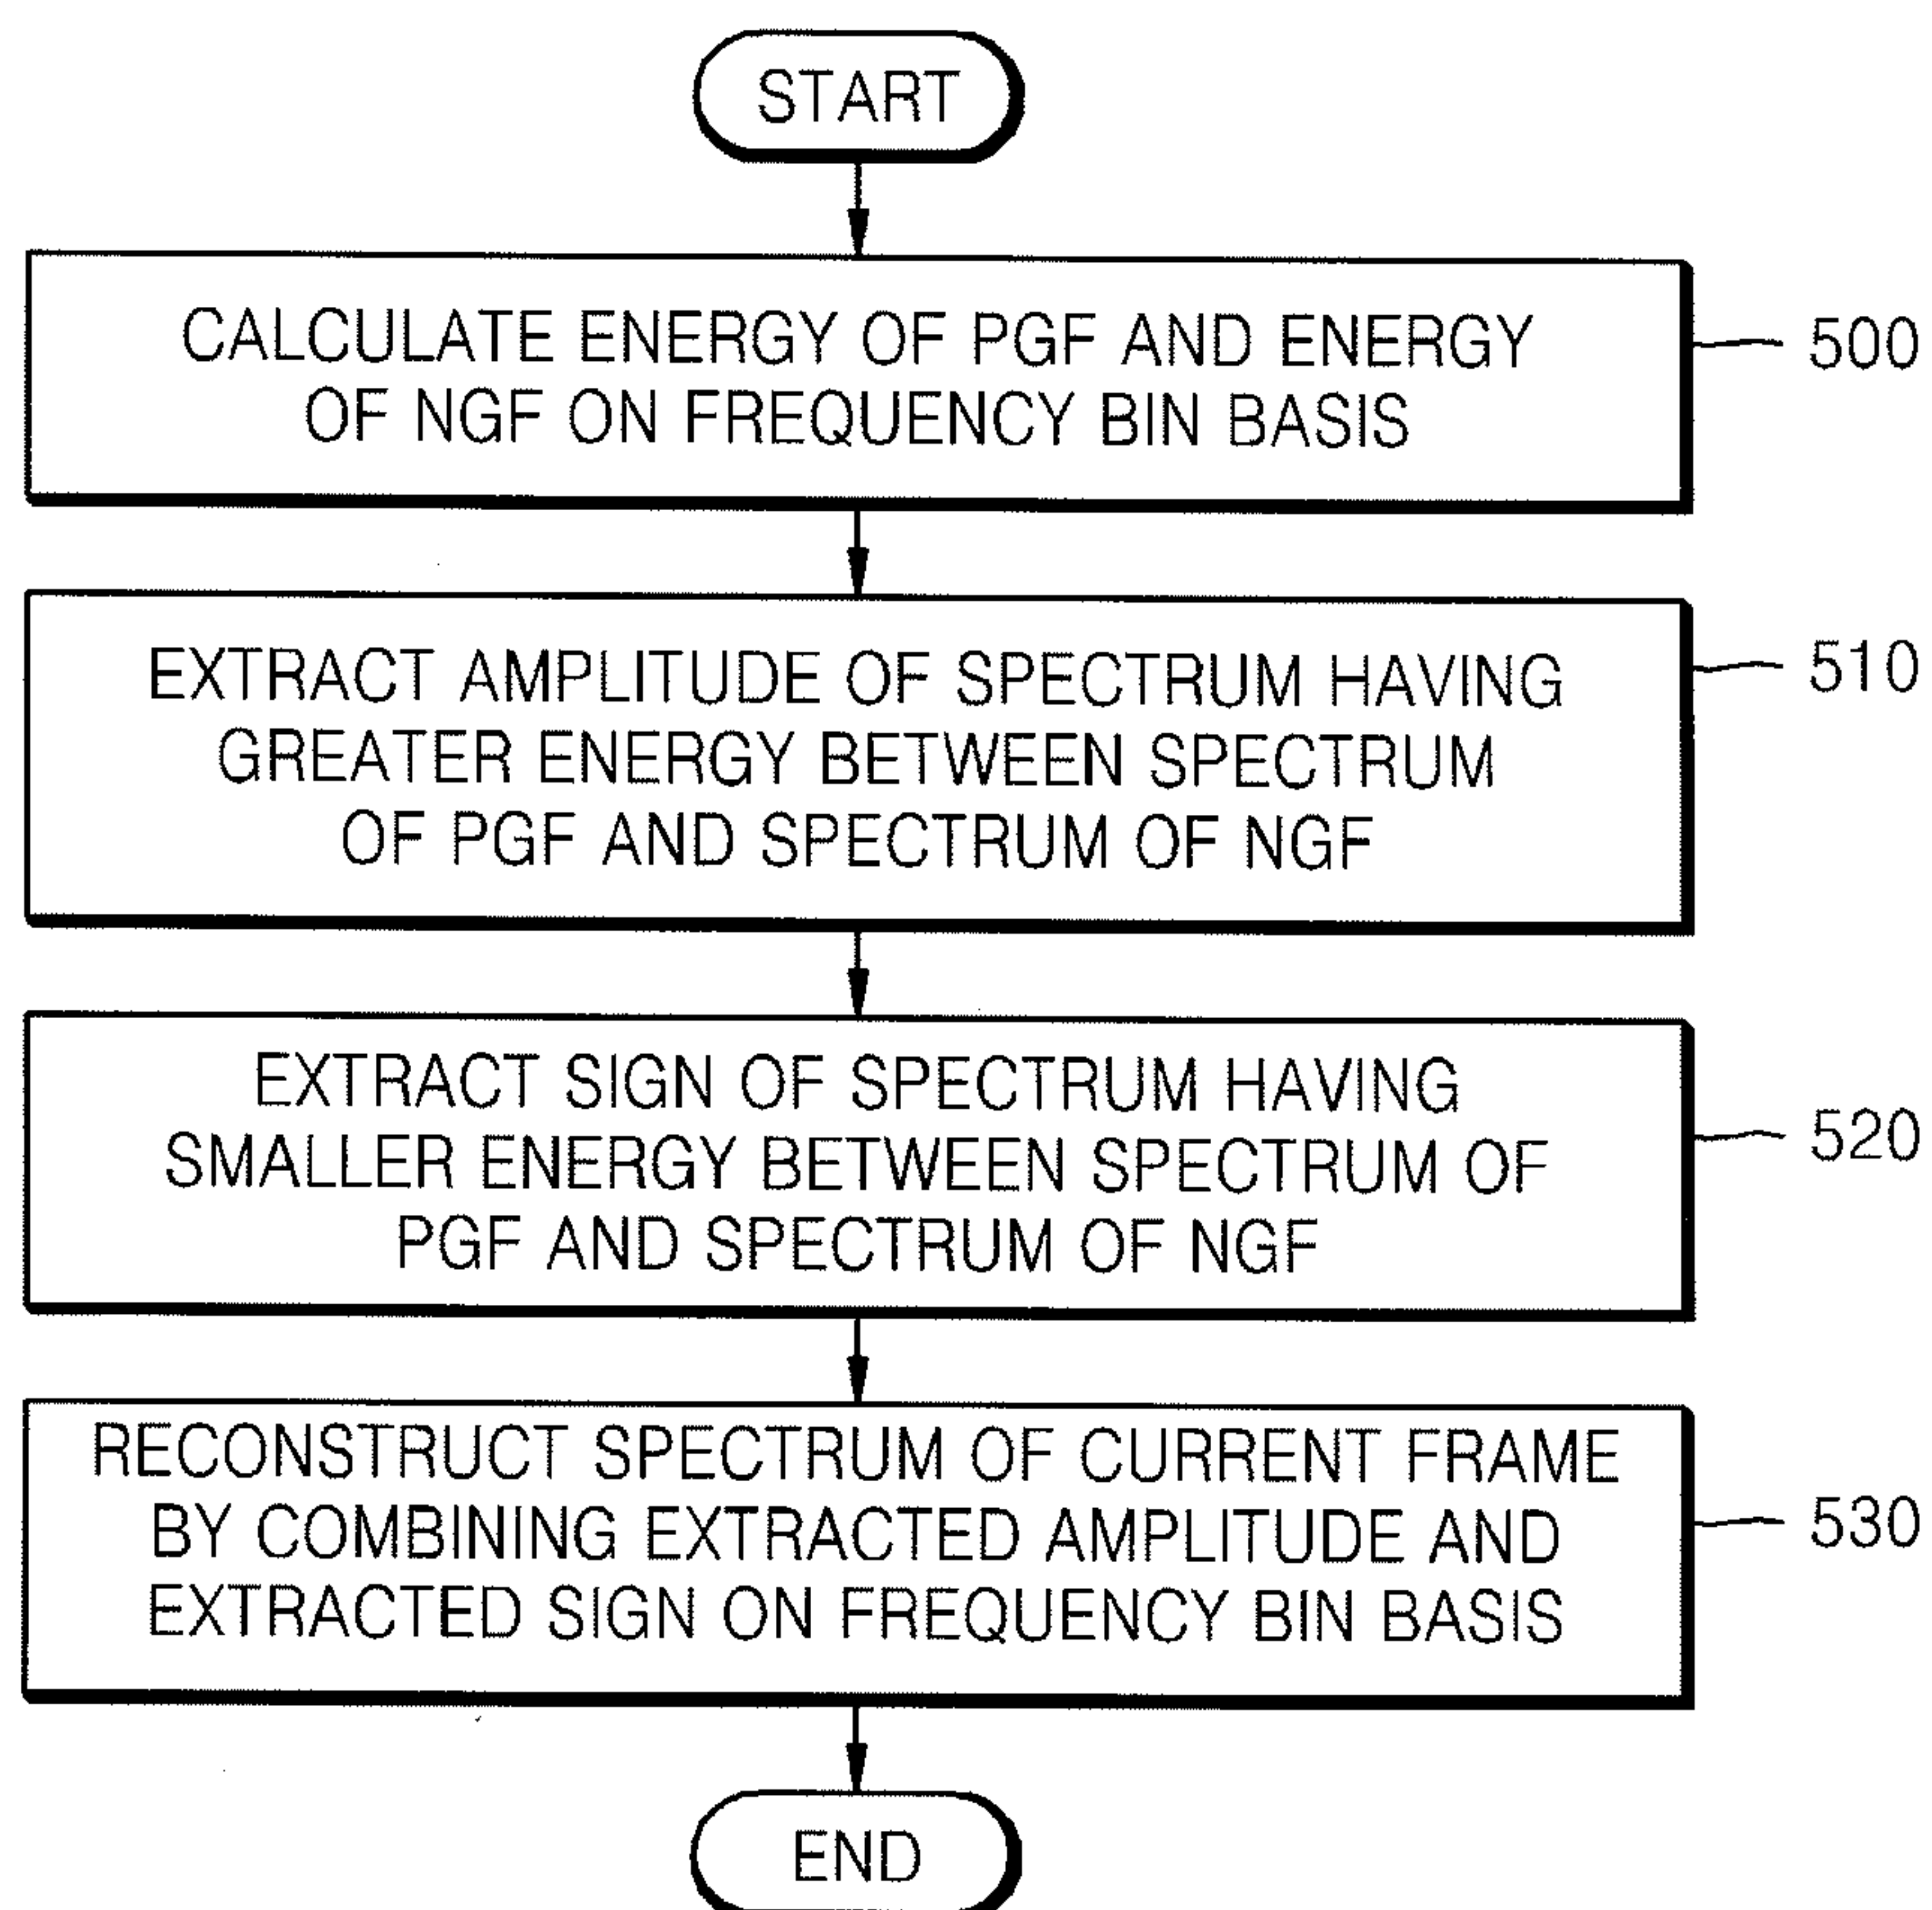 START
CALCULATE ENERGY OF PGF AND ENERGY
OF NGF ON FREQUENCY BIN BASIS
500
EXTRACT AMPLITUDE OF SPECTRUM HAVING
GREATER ENERGY BETWEEN SPECTRUM
OF PGF AND SPECTRUM OF NGF
510
EXTRACT SIGN OF SPECTRUM HAVING
SMALLER ENERGY BETWEEN SPECTRUM OF
PGF AND SPECTRUM OF NGF
520
RECONSTRUCT SPECTRUM OF CURRENT FRAME
BY COMBINING EXTRACTED AMPLITUDE AND
EXTRACTED SIGN ON FREQUENCY BIN BASIS
530
END